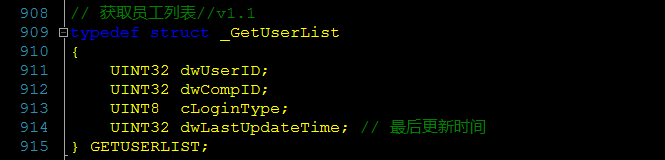 908 // 获取员工列表//v1.1
909 typedef struct _GetUserList
910 {
911 UINT32 dwUserID;
912 UINT32 dwCompID;
913 UINT8 cLoginType;
914 UINT32 dwLastUpdateTime; // 最后更新时间
915 } GETUSERLIST;